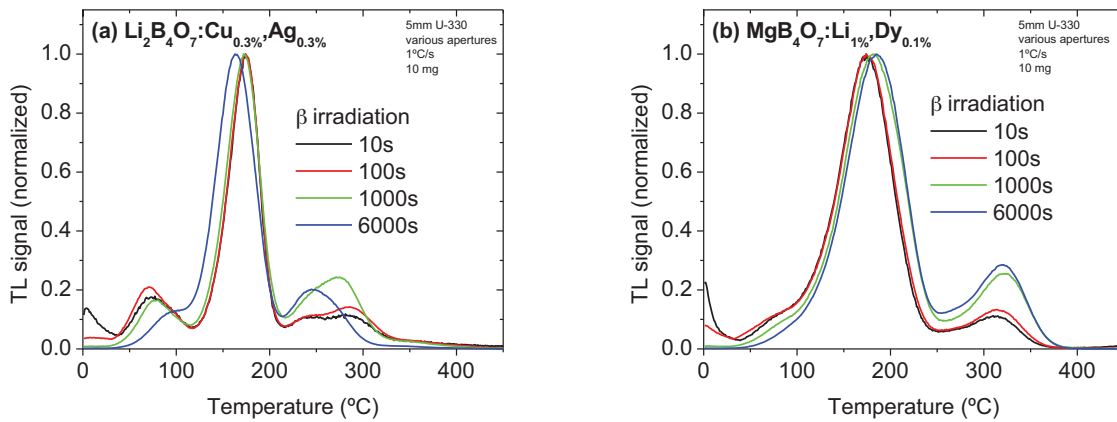 (a) Li2B4O7:Cu0.3%,Ag0.3%
5mm U-330
various apertures
1ºC/s
10 mg
β irradiation
10s
100s
1000s
6000s
TL signal (normalized)
1.0
0.8
0.6
0.4
0.2
0.0
0 100 200 300 400
Temperature (ºC)
(b) MgB4O7:Li1%,Dy0.1%
5mm U-330
various apertures
1ºC/s
10 mg
β irradiation
10s
100s
1000s
6000s
TL signal (normalized)
1.0
0.8
0.6
0.4
0.2
0.0
0 100 200 300 400
Temperature (ºC)